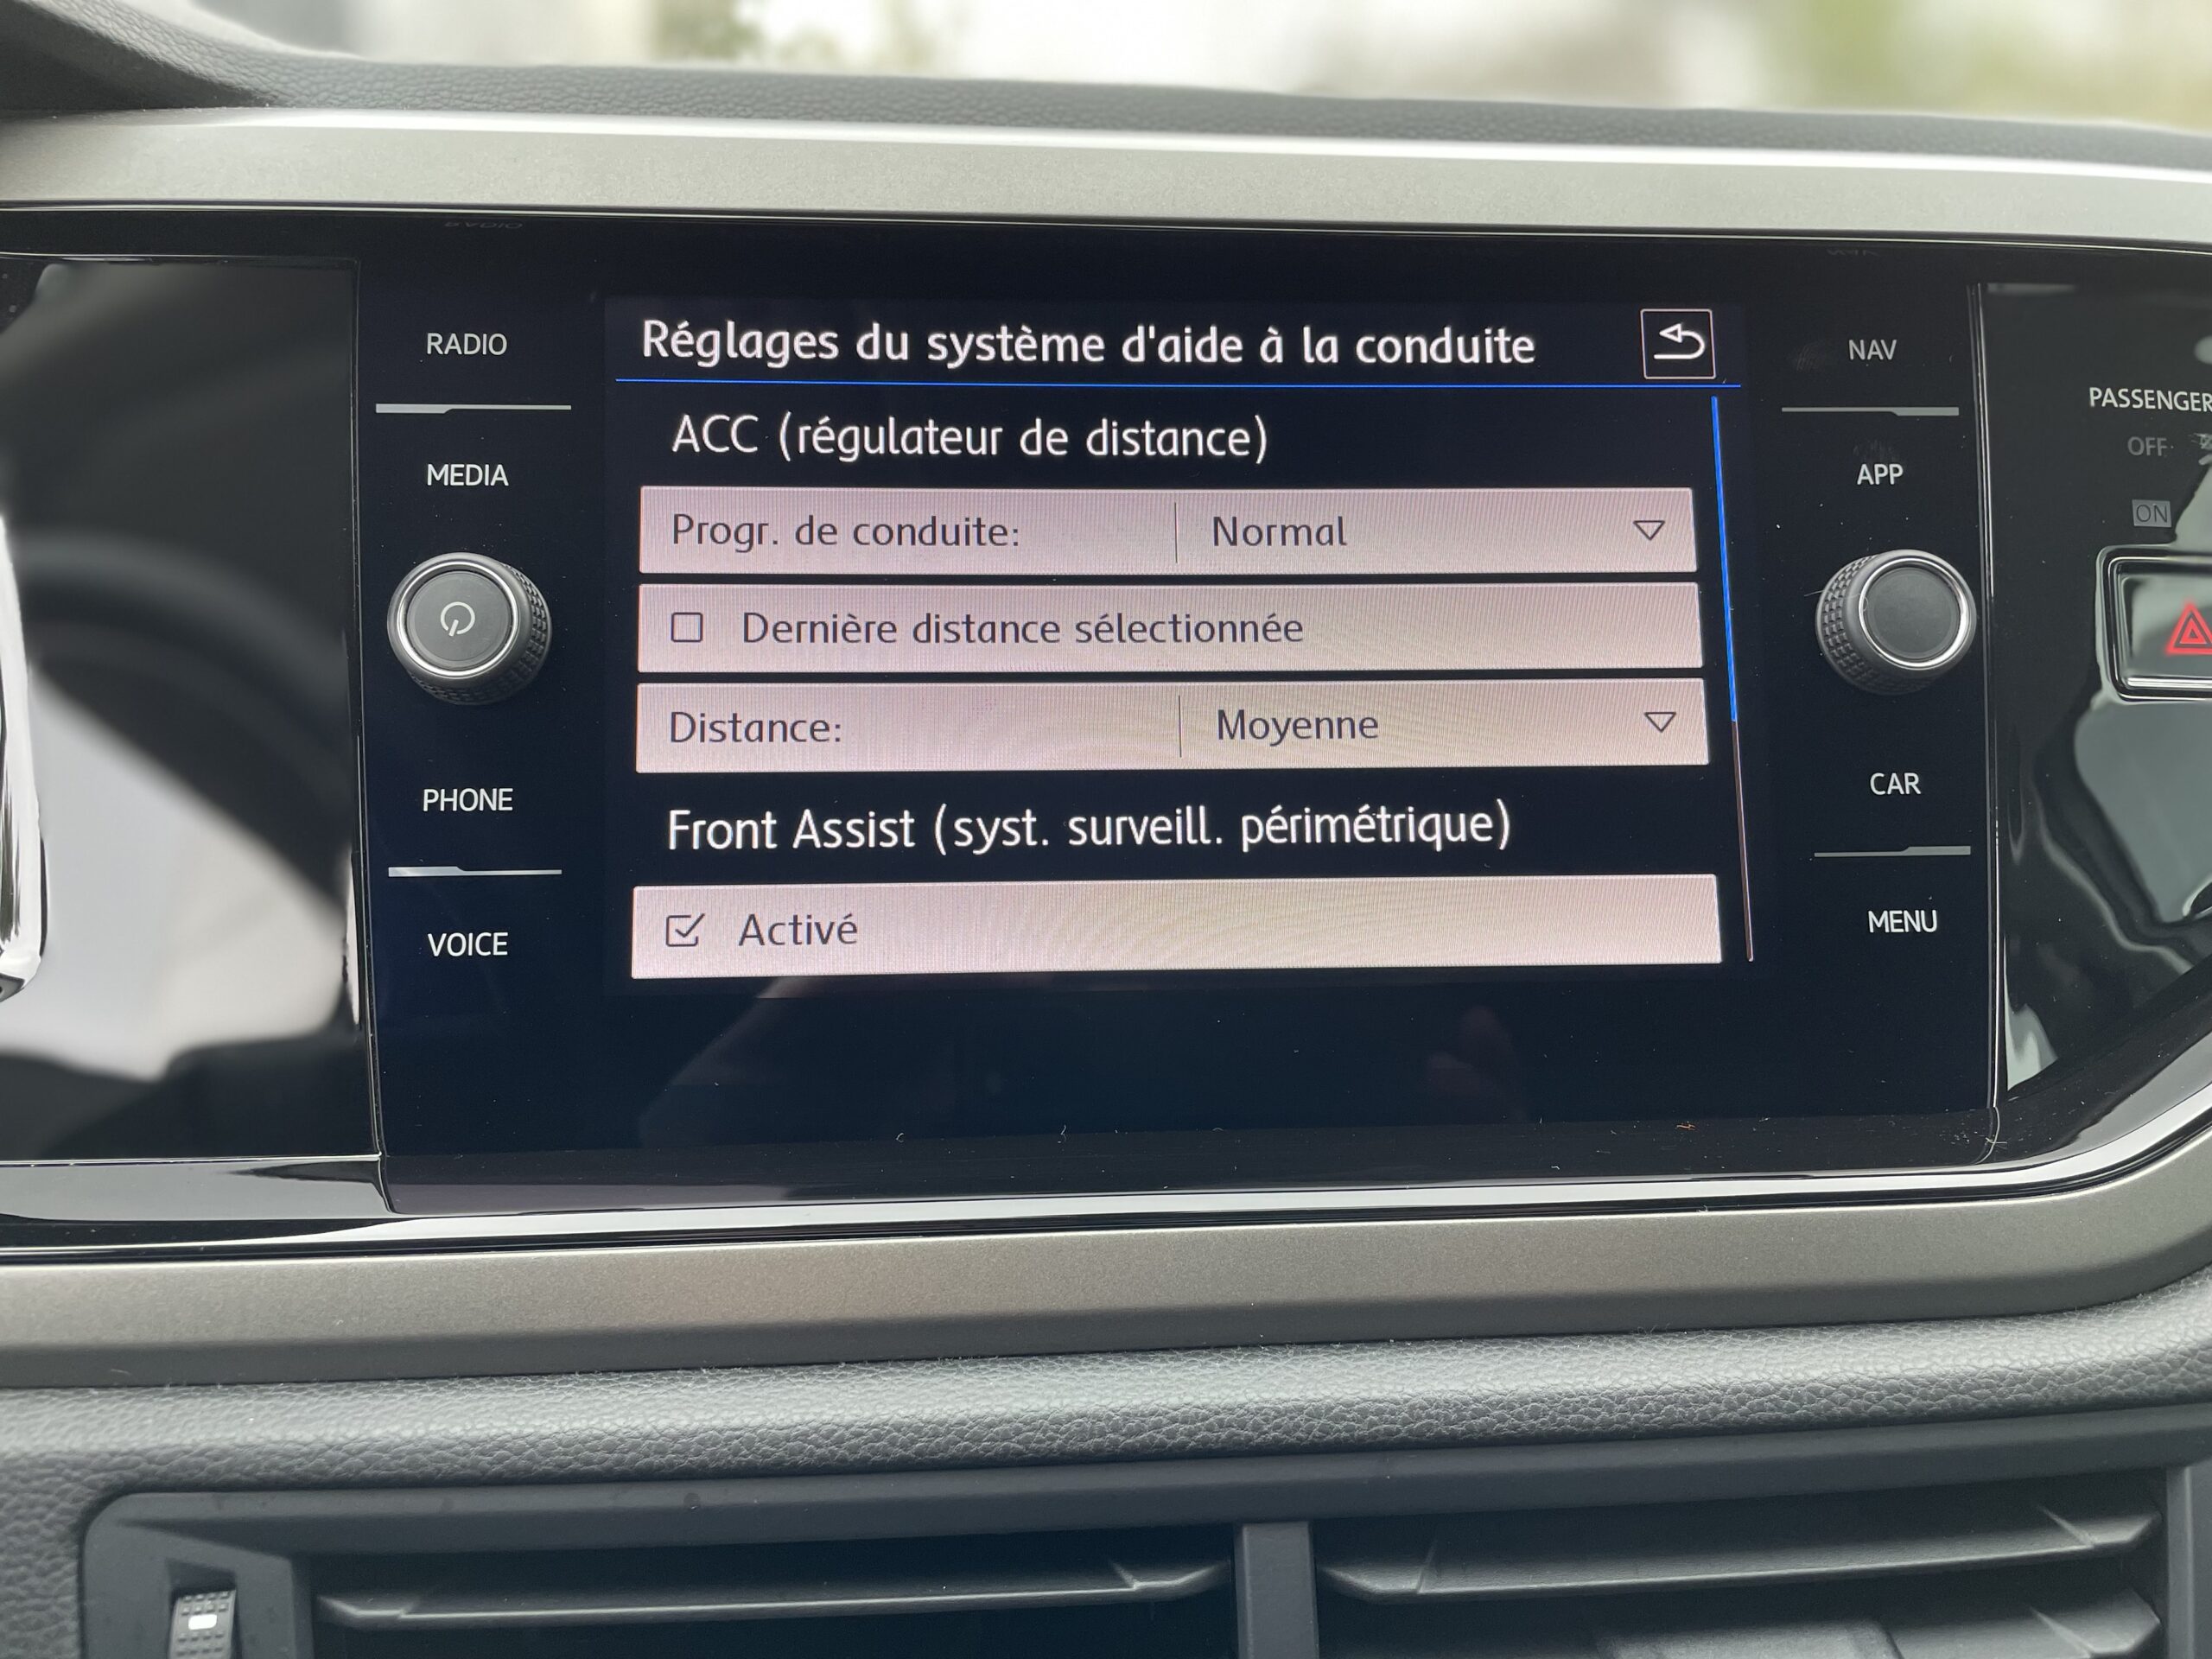 RADIO
MEDIA
PHONE
VOICE
Réglages du système d'aide à la conduite
ACC (régulateur de distance)
Progr. de conduite: Normal
Dernière distance sélectionnée
Distance: Moyenne
Front Assist (syst. surveill. périmétrique)
Activé
NAV
APP
CAR
MENU
PASSENGER
OFF
ON